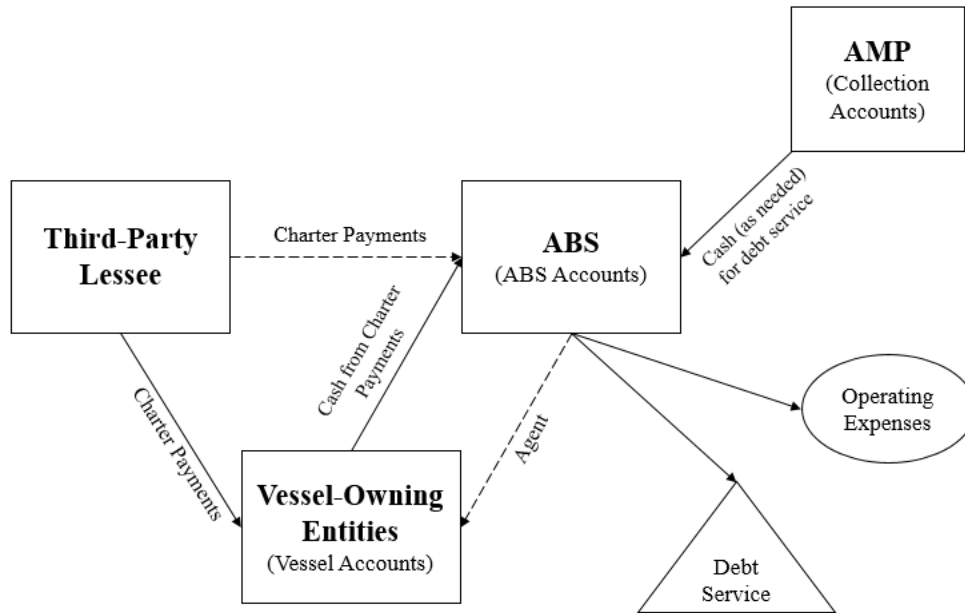 AMP
(Collection
Accounts)
Third-Party
Lessee
Charter Payments
ABS
(ABS Accounts)
Cash (as needed)
for debt service
Charter Payments
Cash from Charter
Payments
Agent
Operating
Expenses
Vessel-Owning
Entities
(Vessel Accounts)
Debt
Service